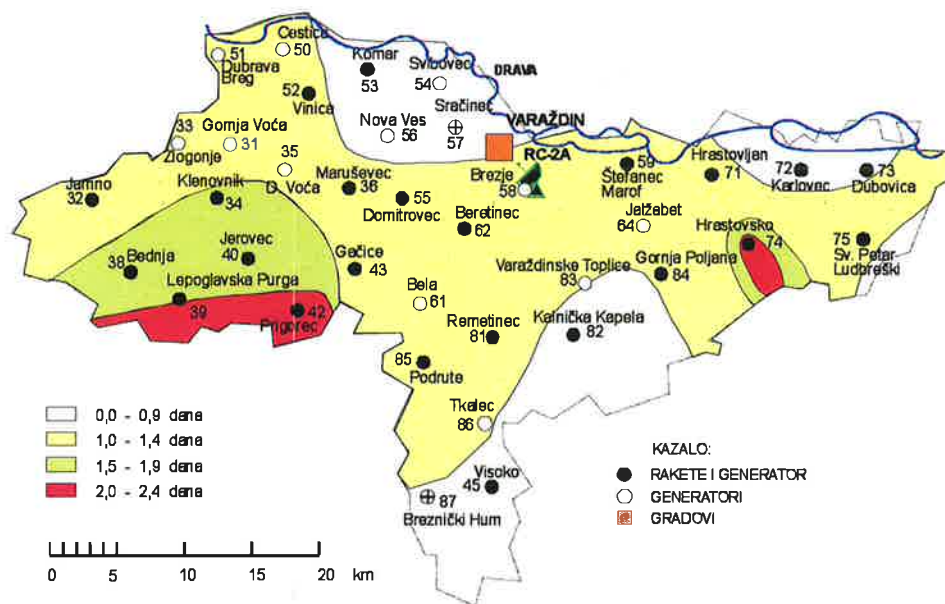 Cestica
50
51
Dubrava
Breg
Komar
53
Svibovec
54
DRAVA
52
Vinica
Sračinec
57
Nova Ves
56
VARAŽDIN
33
Zlogonje
Gornja Voća
31
35
D. Voća
Maruševec
36
RC-2A
Brezje
58
59
Štefanec
Marof
Hrastovljan
71
72
Karlovec
73
Dubovica
Jamno
32
Klenovnik
34
55
Domitrovec
Beretinec
62
Jalžabet
64
Hrastovsko
74
75
Sv. Petar
Ludbreški
Jerovec
40
Bednja
38
Gačice
43
Varaždinske Toplice
83
Gornja Poljana
84
Lepoglavska Purga
39
42
Prigorec
Bela
61
Remetinec
81
Kalnička Kapela
82
85
Podrute
Tkalec
86
Visoko
45
87
Breznički Hum
0,0 - 0,9 dana
1,0 - 1,4 dana
1,5 - 1,9 dana
2,0 - 2,4 dana
KAZALO:
RAKETE I GENERATOR
GENERATORI
GRADOVI
0 5 10 15 20 km